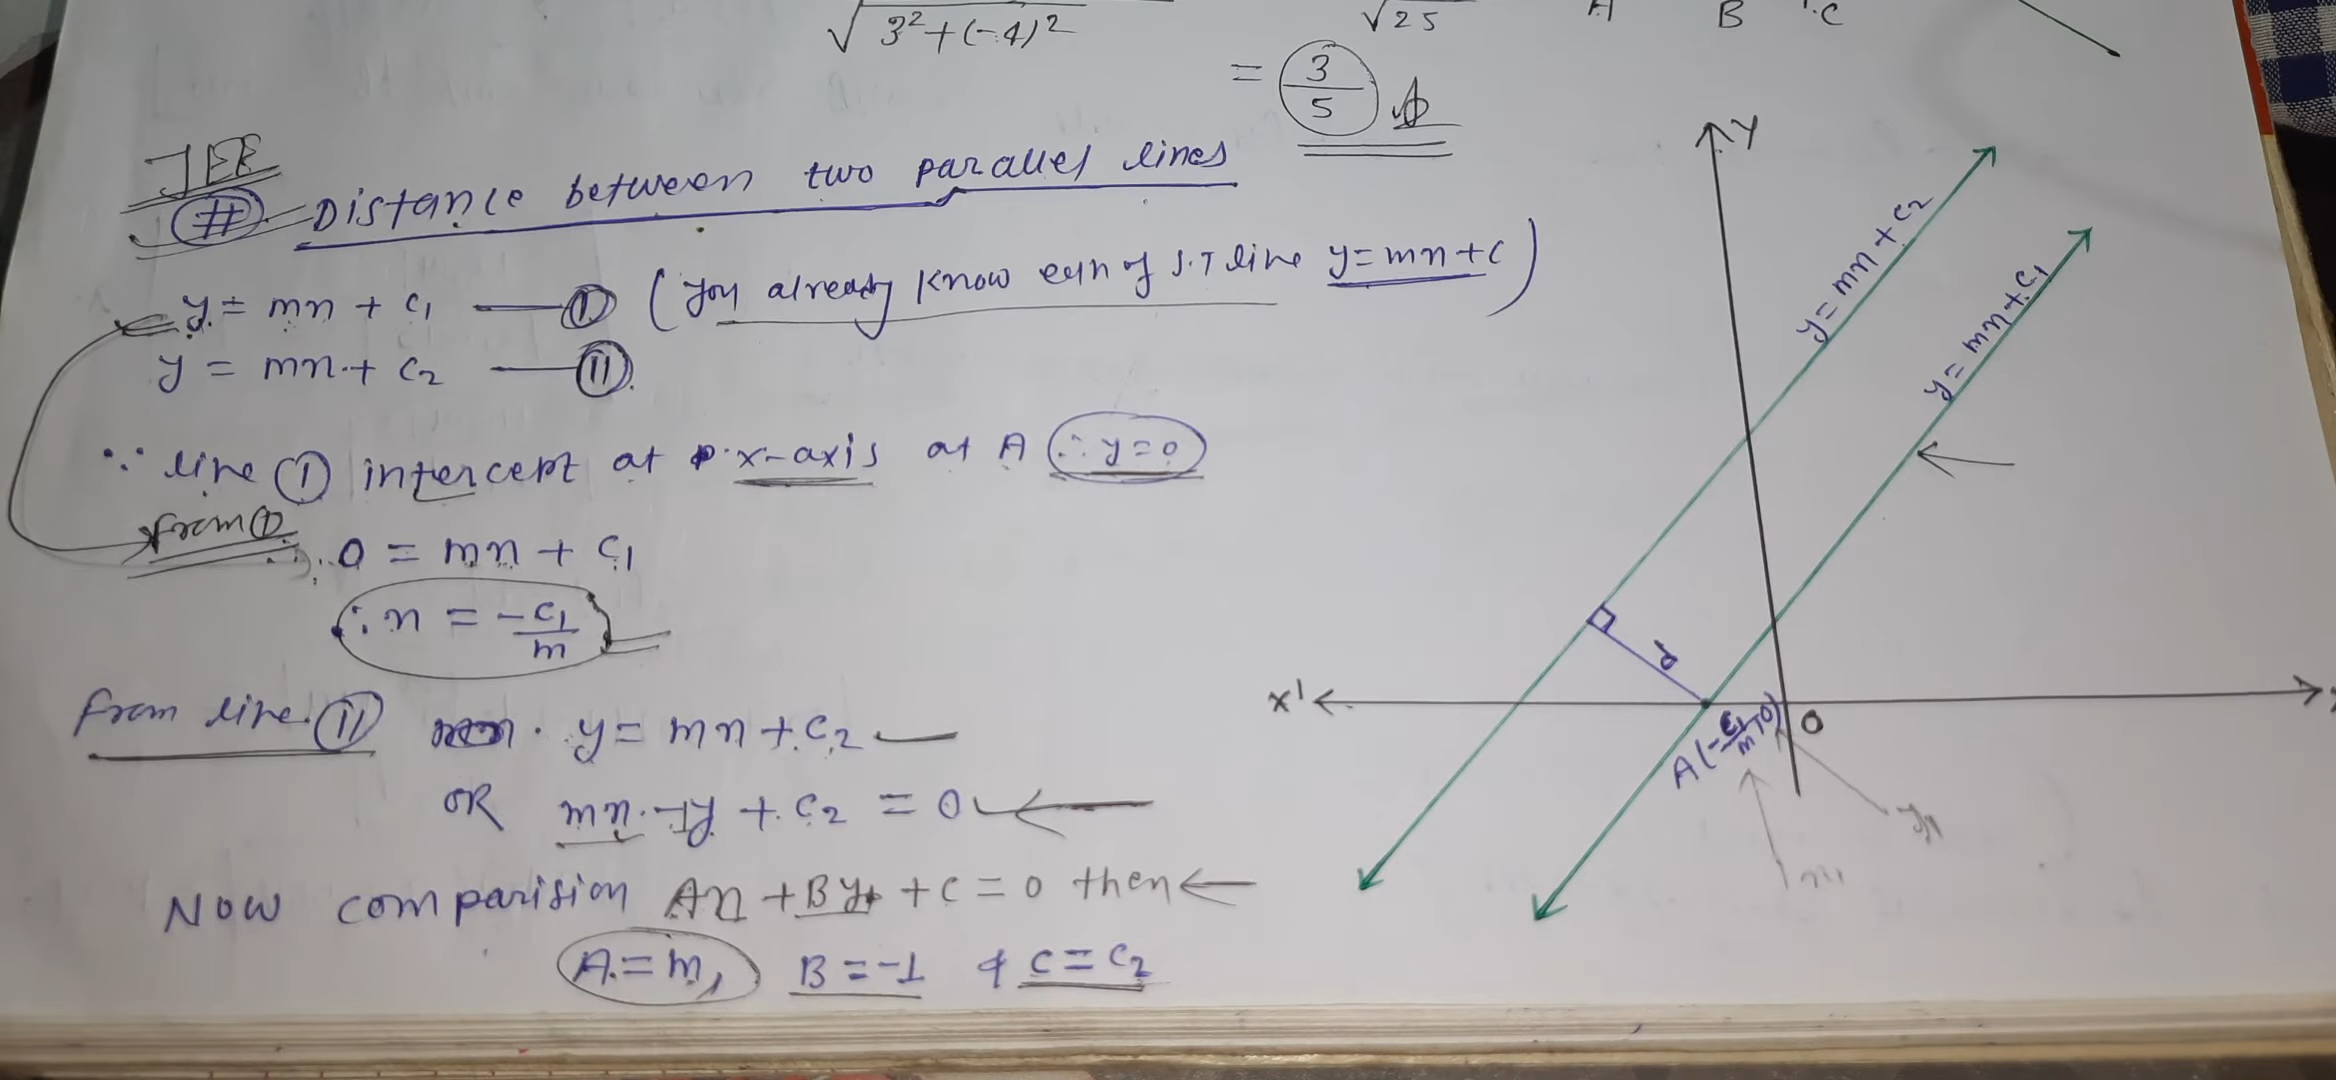 √3²+(-4)²
√25
A B C
= 3/5
JEE
# Distance between two parallel lines
y = mx + c₁ — (I) (you already know eqn of S.T line y=mx+c)
y = mx + c₂ — (II)
∵ line (I) intercept at x-axis at A (∴ y=0)
from (I)
∴ 0 = mx + c₁
∴ x = -c₁/m
from line (II) y = mx + c₂
OR mx - y + c₂ = 0
Now comparision Ax + By + C = 0 then
A = m, B = -1 & C = c₂
Y
y = mx + c₂
y = mx + c₁
d
X'
A(-c₁/m, 0)
O
x₁
y₁